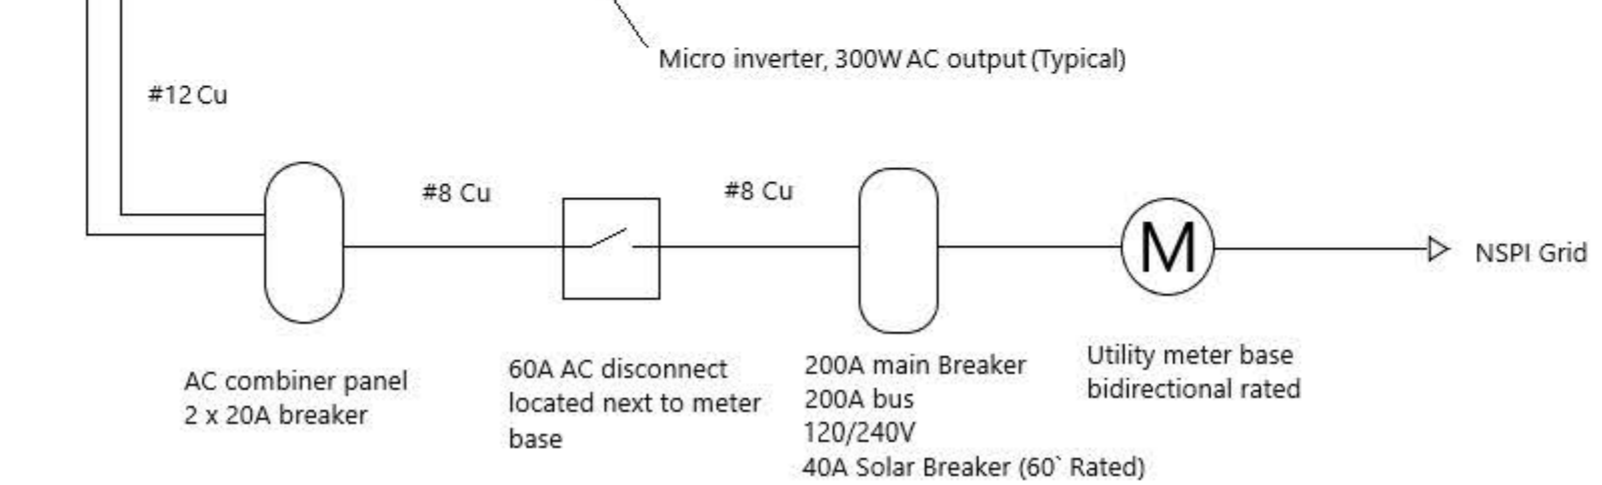 Micro inverter, 300W AC output (Typical)
#12 Cu
#8 Cu
#8 Cu
M
NSPI Grid
AC combiner panel
2 x 20A breaker
60A AC disconnect
located next to meter
base
200A main Breaker
200A bus
120/240V
40A Solar Breaker (60` Rated)
Utility meter base
bidirectional rated